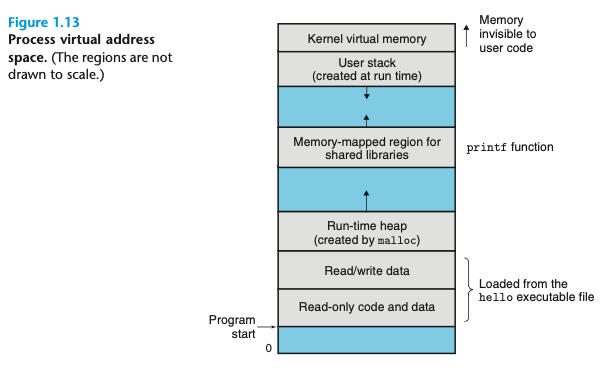 Figure 1.13
Process virtual address
space. (The regions are not
drawn to scale.)
Kernel virtual memory
Memory
invisible to
user code
User stack
(created at run time)
Memory-mapped region for
shared libraries
printf function
Run-time heap
(created by malloc)
Read/write data
Read-only code and data
Loaded from the
hello executable file
Program
start
0